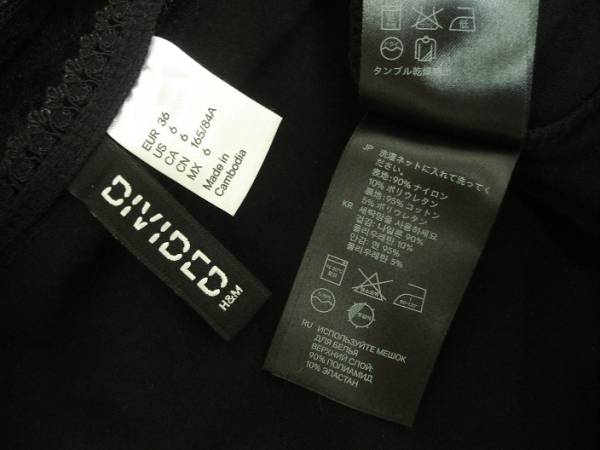 EUR 36
US 6
CA 6
CN 165/84A
MX 6
Made in
Cambodia
DIVIDED
H&M
JP 洗濯ネットに入れて洗ってく
ださい。
表地:90% ナイロン
10% ポリウレタン
裏地:95% コットン
5% ポリウレタン
KR 세탁망을 사용하세요
겉감: 나일론 90%
폴리우레탄 10%
안감: 면 95%
폴리우레탄 5%
RU ИСПОЛЬЗУЙТЕ МЕШОК
ДЛЯ БЕЛЬЯ
ВЕРХНИЙ СЛОЙ:
90% ПОЛИАМИД
10% ЭЛАСТАН